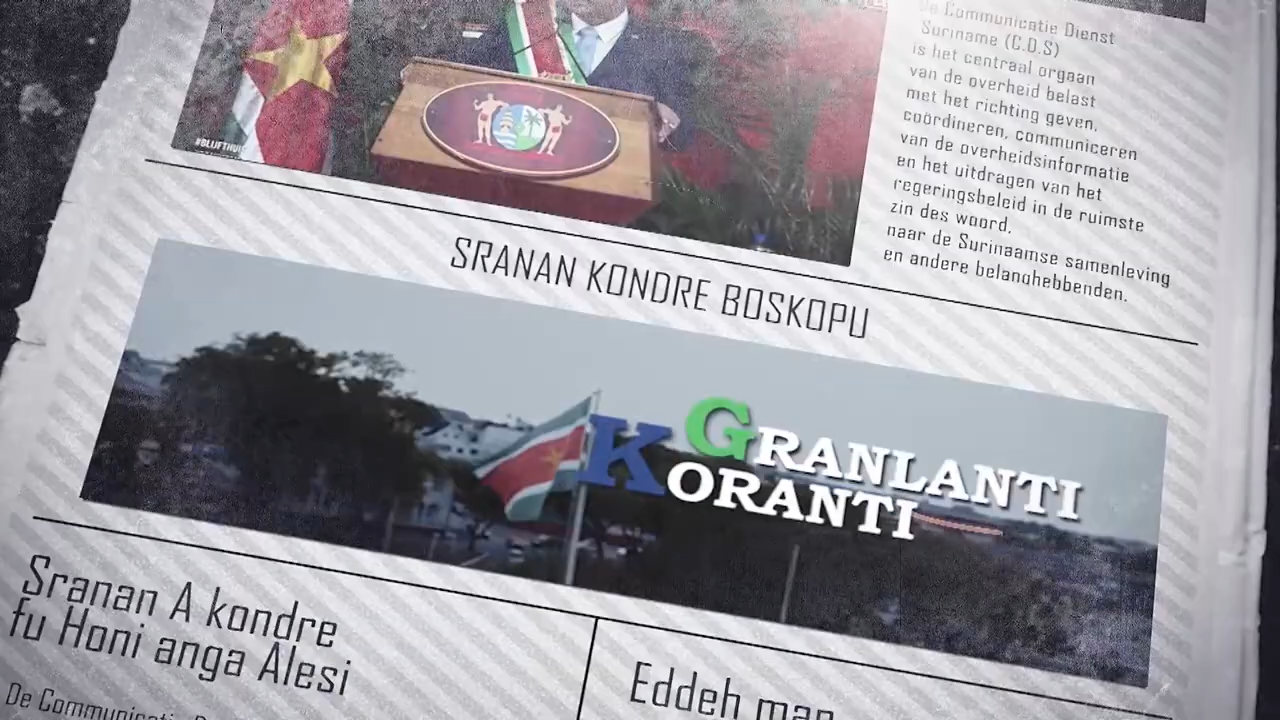 De Communicatie Dienst
Suriname (C.D.S)
is het centraal orgaan
van de overheid belast
met het richting geven,
coördineren, communiceren
van de overheidsinformatie
en het uitdragen van het
regeringsbeleid in de ruimste
zin des woord,
naar de Surinaamse samenleving
en andere belanghebbenden.
SRANAN KONDRE BOSKOPU
GRANLANTI
KORANTI
Sranan A kondre
fu Honi anga Alesi
Eddeh man
De